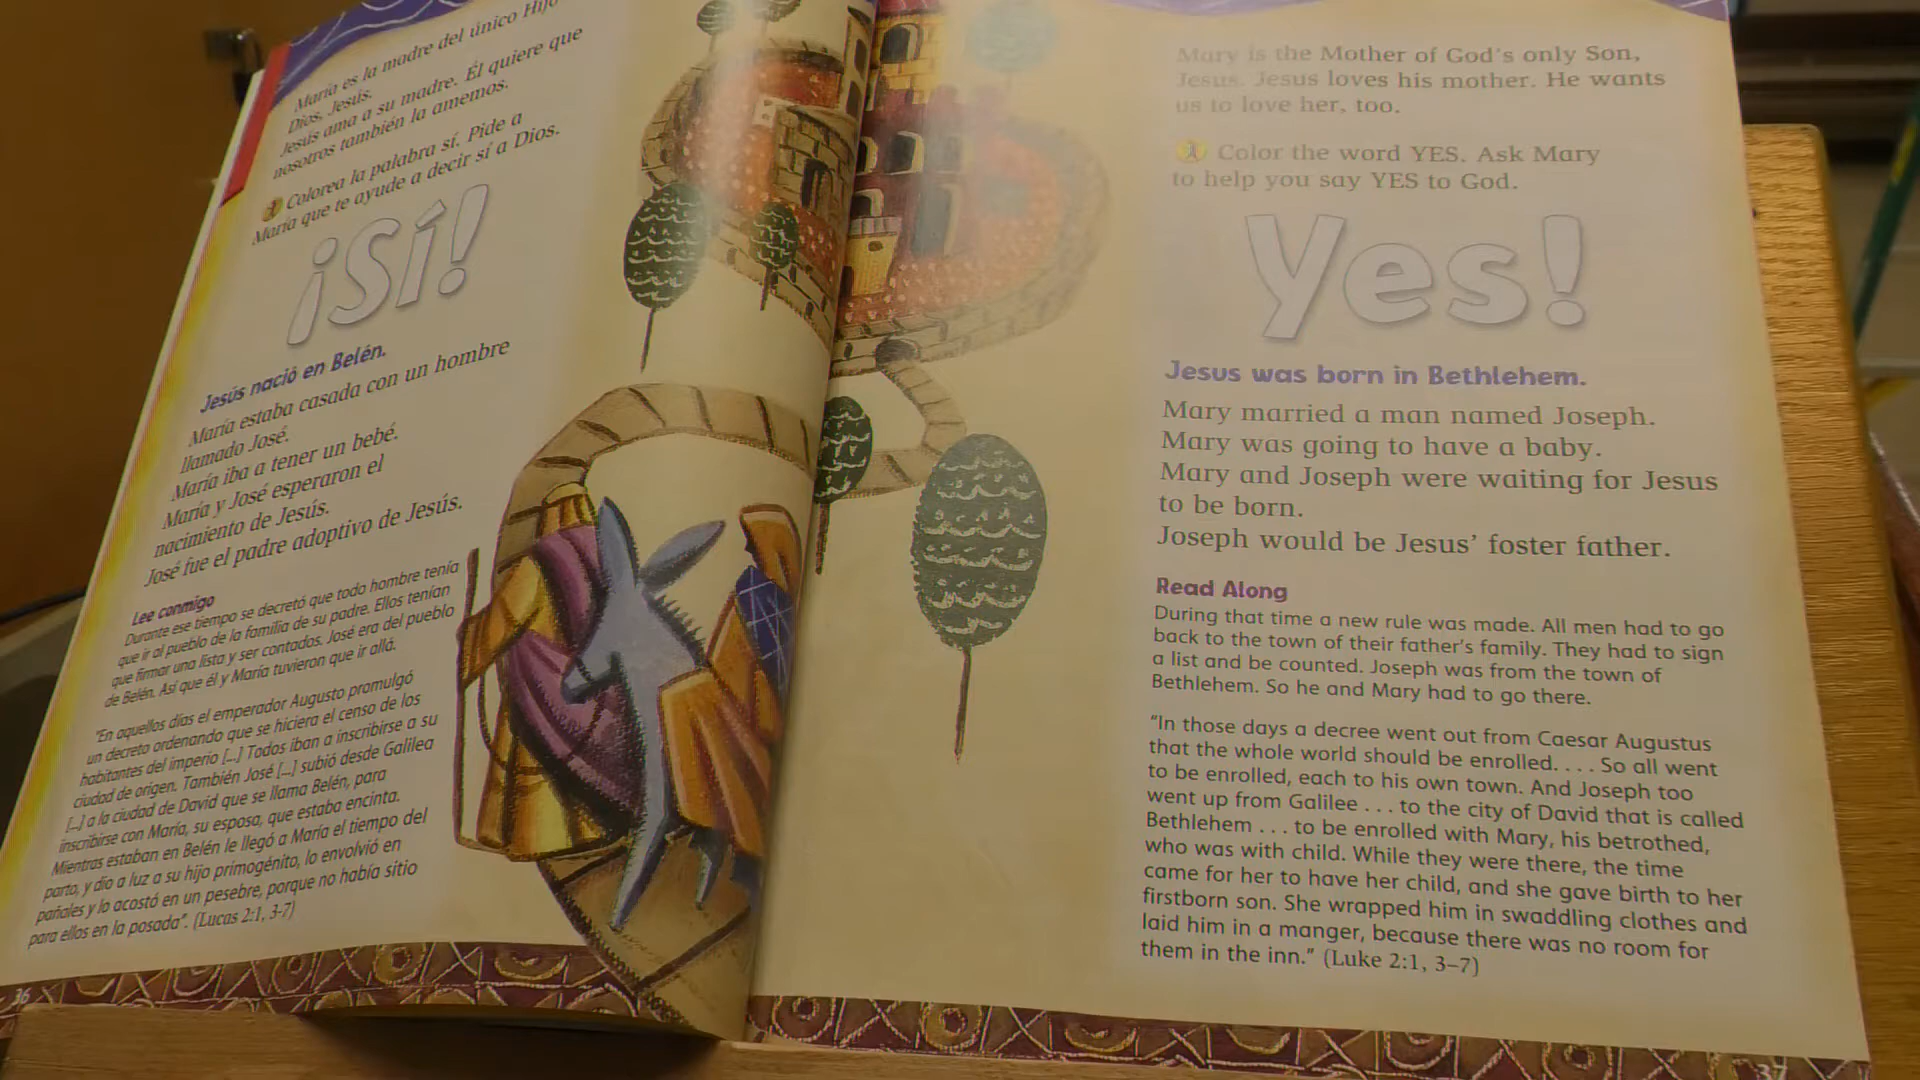 María es la madre del único Hijo
Dios, Jesús.
Jesús ama a su madre. Él quiere que
nosotros también la amemos.
Colorea la palabra sí. Pide a
María que te ayude a decir sí a Dios.
¡Sí!
Jesús nació en Belén.
María estaba casada con un hombre
llamado José.
María iba a tener un bebé.
María y José esperaron el
nacimiento de Jesús.
José fue el padre adoptivo de Jesús.
Lee conmigo
Durante ese tiempo se decretó que todo hombre tenía
que ir al pueblo de la familia de su padre. Ellos tenían
que firmar una lista y ser contados. José era del pueblo
de Belén. Así que él y María tuvieron que ir allá.
"En aquellos días el emperador Augusto promulgó
un decreto ordenando que se hiciera el censo de los
habitantes del imperio [...] Todos iban a inscribirse a su
ciudad de origen. También José [...] subió desde Galilea
[...] a la ciudad de David que se llama Belén, para
inscribirse con María, su esposa, que estaba encinta.
Mientras estaban en Belén le llegó a María el tiempo del
parto, y dio a luz a su hijo primogénito, lo envolvió en
pañales y lo acostó en un pesebre, porque no había sitio
para ellos en la posada". (Lucas 2:1, 3-7)
36
Mary is the Mother of God's only Son,
Jesus. Jesus loves his mother. He wants
us to love her, too.
Color the word YES. Ask Mary
to help you say YES to God.
Yes!
Jesus was born in Bethlehem.
Mary married a man named Joseph.
Mary was going to have a baby.
Mary and Joseph were waiting for Jesus
to be born.
Joseph would be Jesus' foster father.
Read Along
During that time a new rule was made. All men had to go
back to the town of their father's family. They had to sign
a list and be counted. Joseph was from the town of
Bethlehem. So he and Mary had to go there.
"In those days a decree went out from Caesar Augustus
that the whole world should be enrolled. . . . So all went
to be enrolled, each to his own town. And Joseph too
went up from Galilee . . . to the city of David that is called
Bethlehem . . . to be enrolled with Mary, his betrothed,
who was with child. While they were there, the time
came for her to have her child, and she gave birth to her
firstborn son. She wrapped him in swaddling clothes and
laid him in a manger, because there was no room for
them in the inn." (Luke 2:1, 3–7)
37